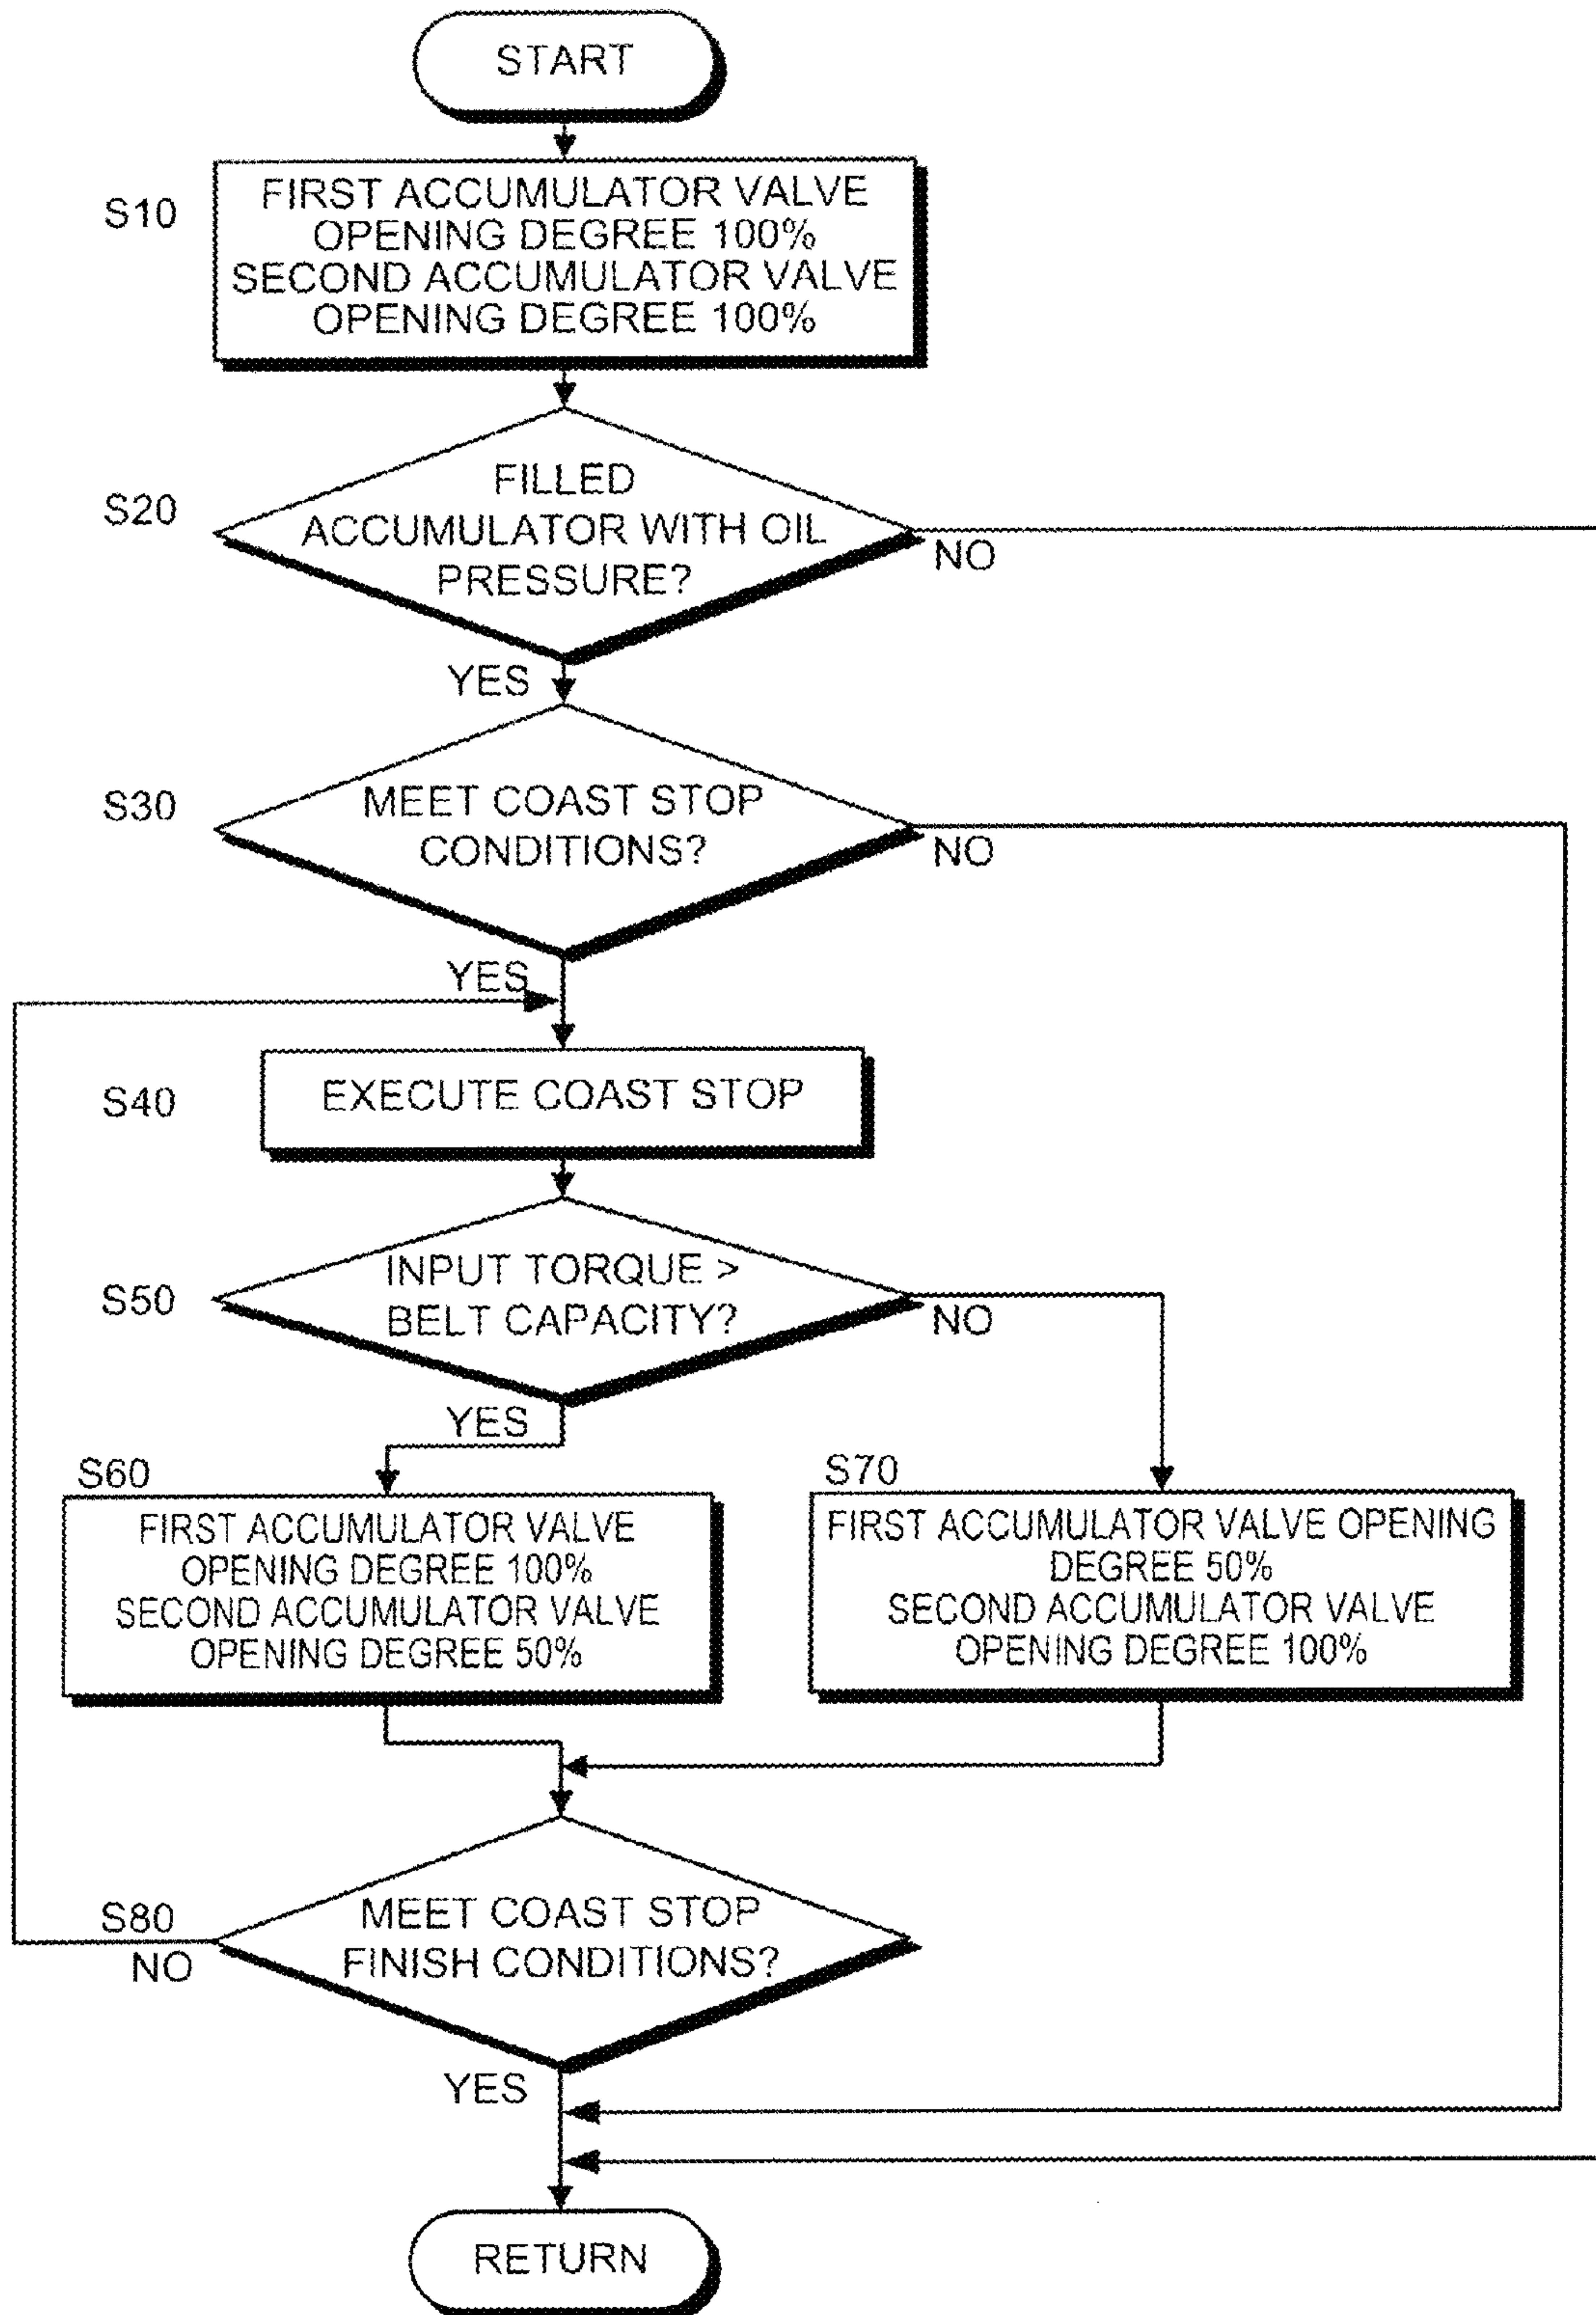 START
S10
FIRST ACCUMULATOR VALVE
OPENING DEGREE 100%
SECOND ACCUMULATOR VALVE
OPENING DEGREE 100%
S20
FILLED
ACCUMULATOR WITH OIL
PRESSURE?
NO
YES
S30
MEET COAST STOP
CONDITIONS?
NO
YES
S40
EXECUTE COAST STOP
S50
INPUT TORQUE >
BELT CAPACITY?
NO
YES
S60
FIRST ACCUMULATOR VALVE
OPENING DEGREE 100%
SECOND ACCUMULATOR VALVE
OPENING DEGREE 50%
S70
FIRST ACCUMULATOR VALVE OPENING
DEGREE 50%
SECOND ACCUMULATOR VALVE
OPENING DEGREE 100%
S80
NO
MEET COAST STOP
FINISH CONDITIONS?
YES
RETURN